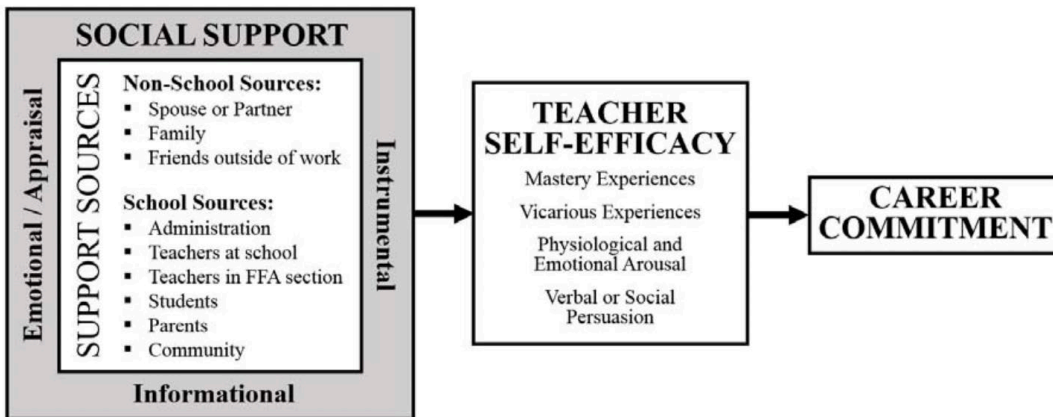 SOCIAL SUPPORT
Emotional / Appraisal
SUPPORT SOURCES
Non-School Sources:
▪ Spouse or Partner
▪ Family
▪ Friends outside of work
School Sources:
▪ Administration
▪ Teachers at school
▪ Teachers in FFA section
▪ Students
▪ Parents
▪ Community
Instrumental
Informational
TEACHER
SELF-EFFICACY
Mastery Experiences
Vicarious Experiences
Physiological and
Emotional Arousal
Verbal or Social
Persuasion
CAREER
COMMITMENT